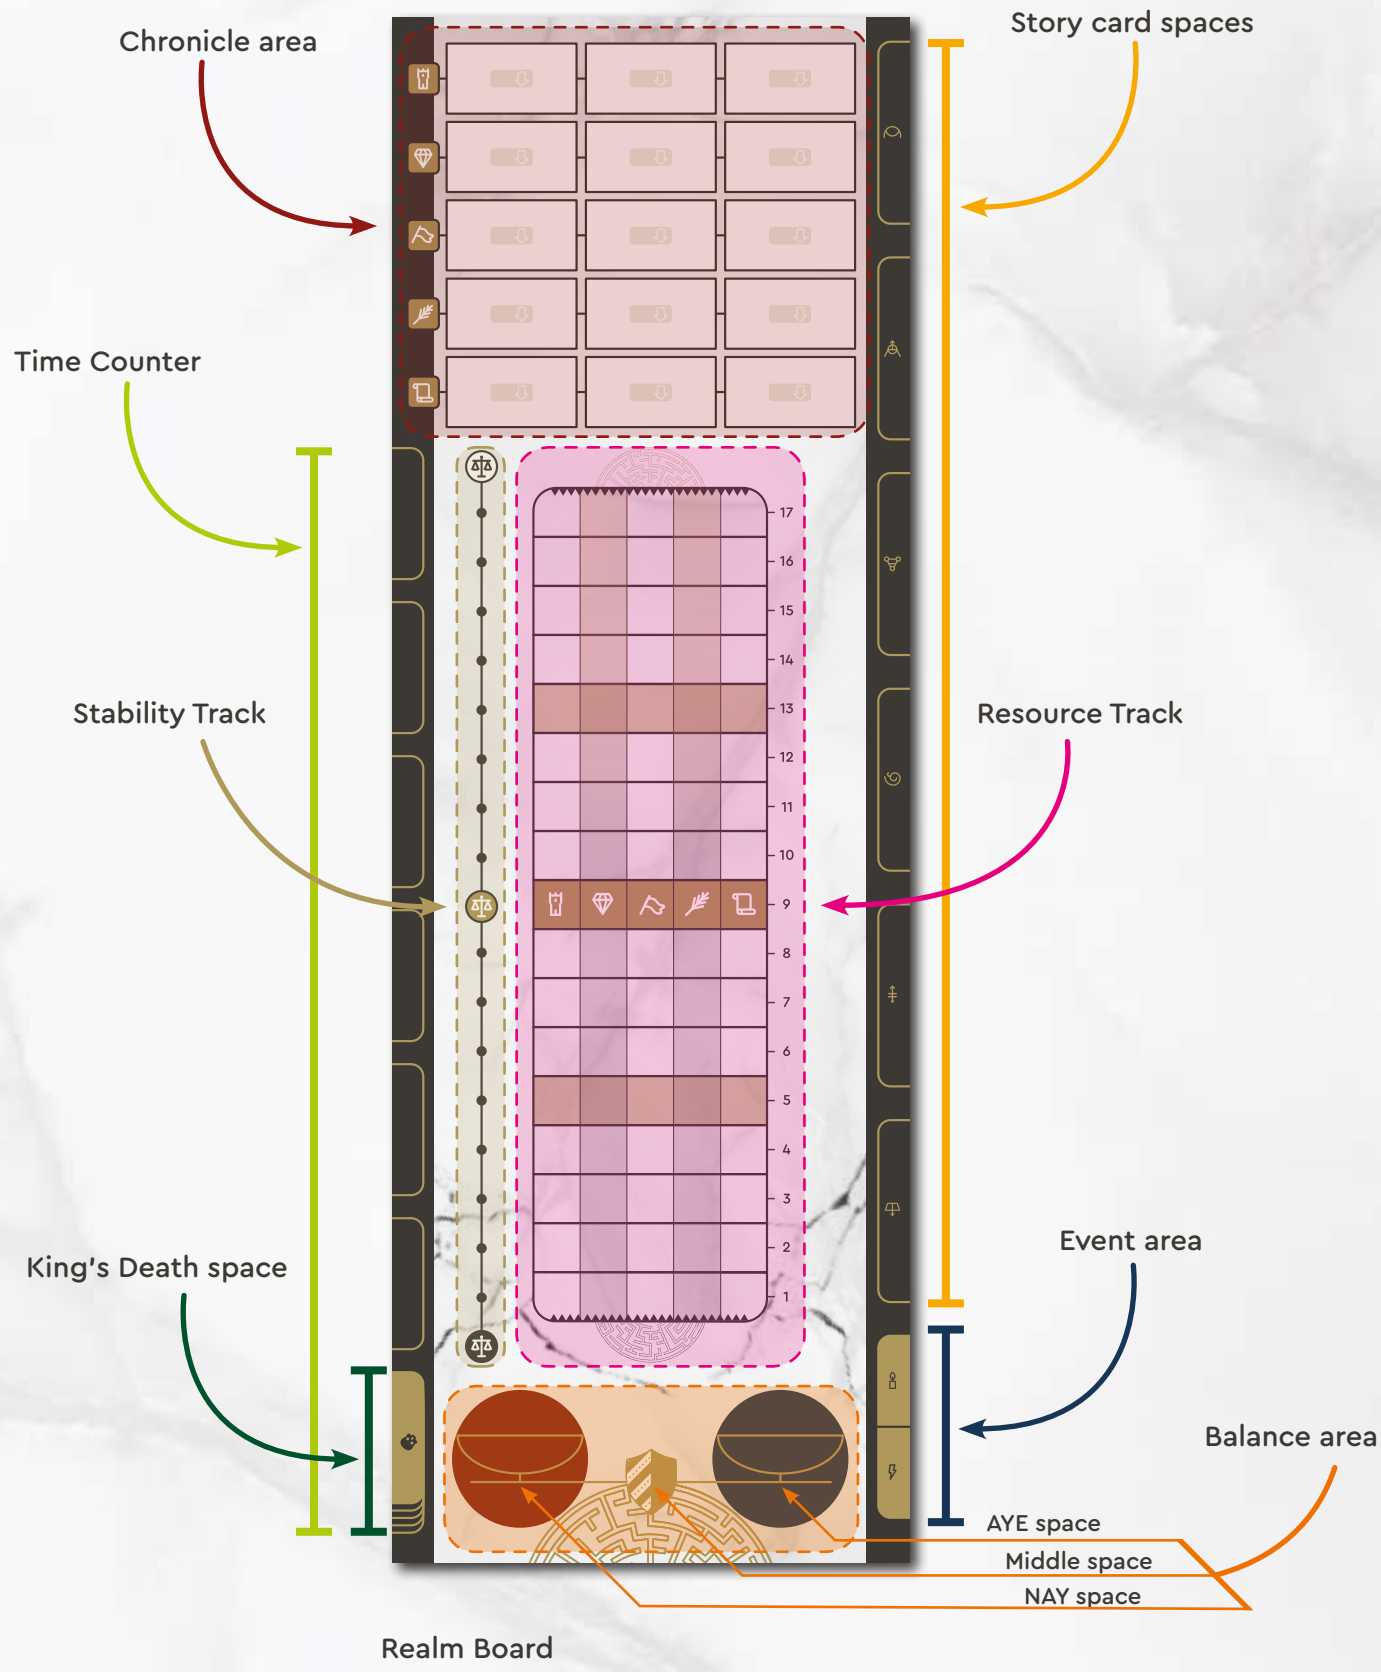 Chronicle area
Story card spaces
Time Counter
17
16
15
14
Stability Track
Resource Track
13
12
11
10
9
8
7
6
5
4
3
2
1
King's Death space
Event area
Balance area
AYE space
Middle space
NAY space
Realm Board